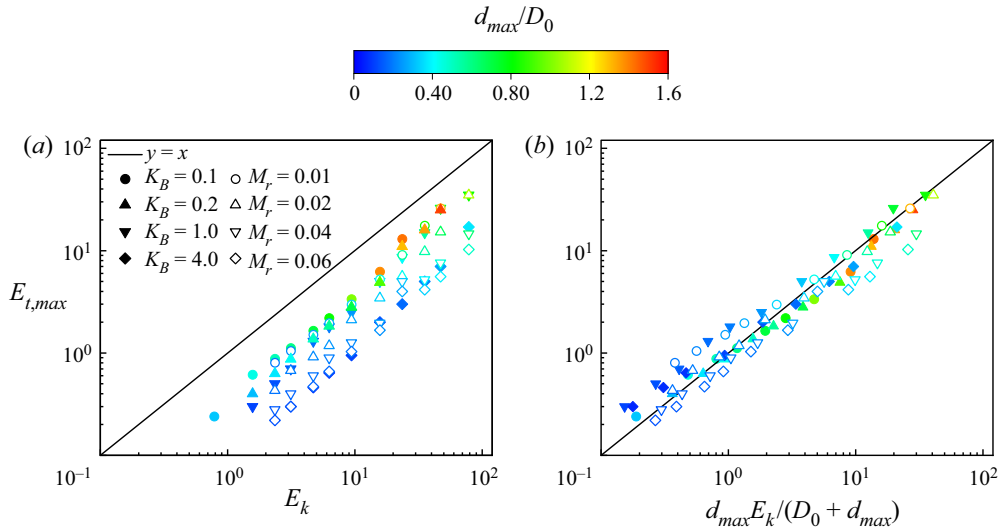 d_max/D_0
0 0.40 0.80 1.2 1.6
(a)
10^2
10^1
10^0
10^−1
E_t,max
y = x
K_B = 0.1 M_r = 0.01
K_B = 0.2 M_r = 0.02
K_B = 1.0 M_r = 0.04
K_B = 4.0 M_r = 0.06
10^0 10^1 10^2
E_k
(b)
10^2
10^1
10^0
10^−1
10^0 10^1 10^2
d_max E_k/(D_0 + d_max)